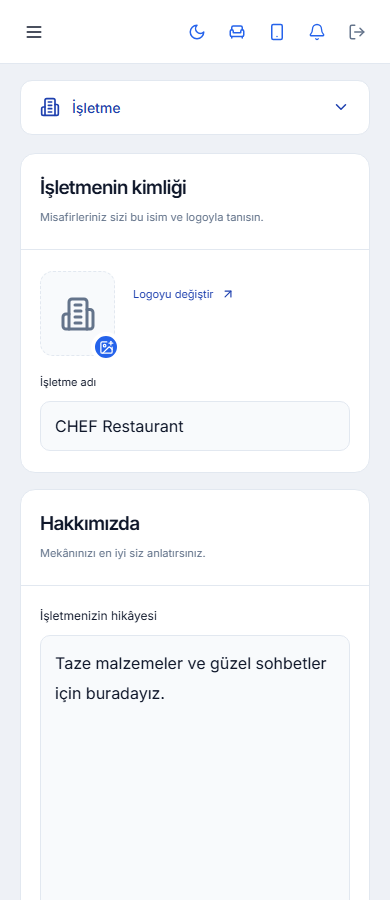 İşletme
İşletmenin kimliği
Misafirleriniz sizi bu isim ve logoyla tanısın.
Logoyu değiştir
İşletme adı
CHEF Restaurant
Hakkımızda
Mekânınızı en iyi siz anlatırsınız.
İşletmenizin hikâyesi
Taze malzemeler ve güzel sohbetler
için buradayız.